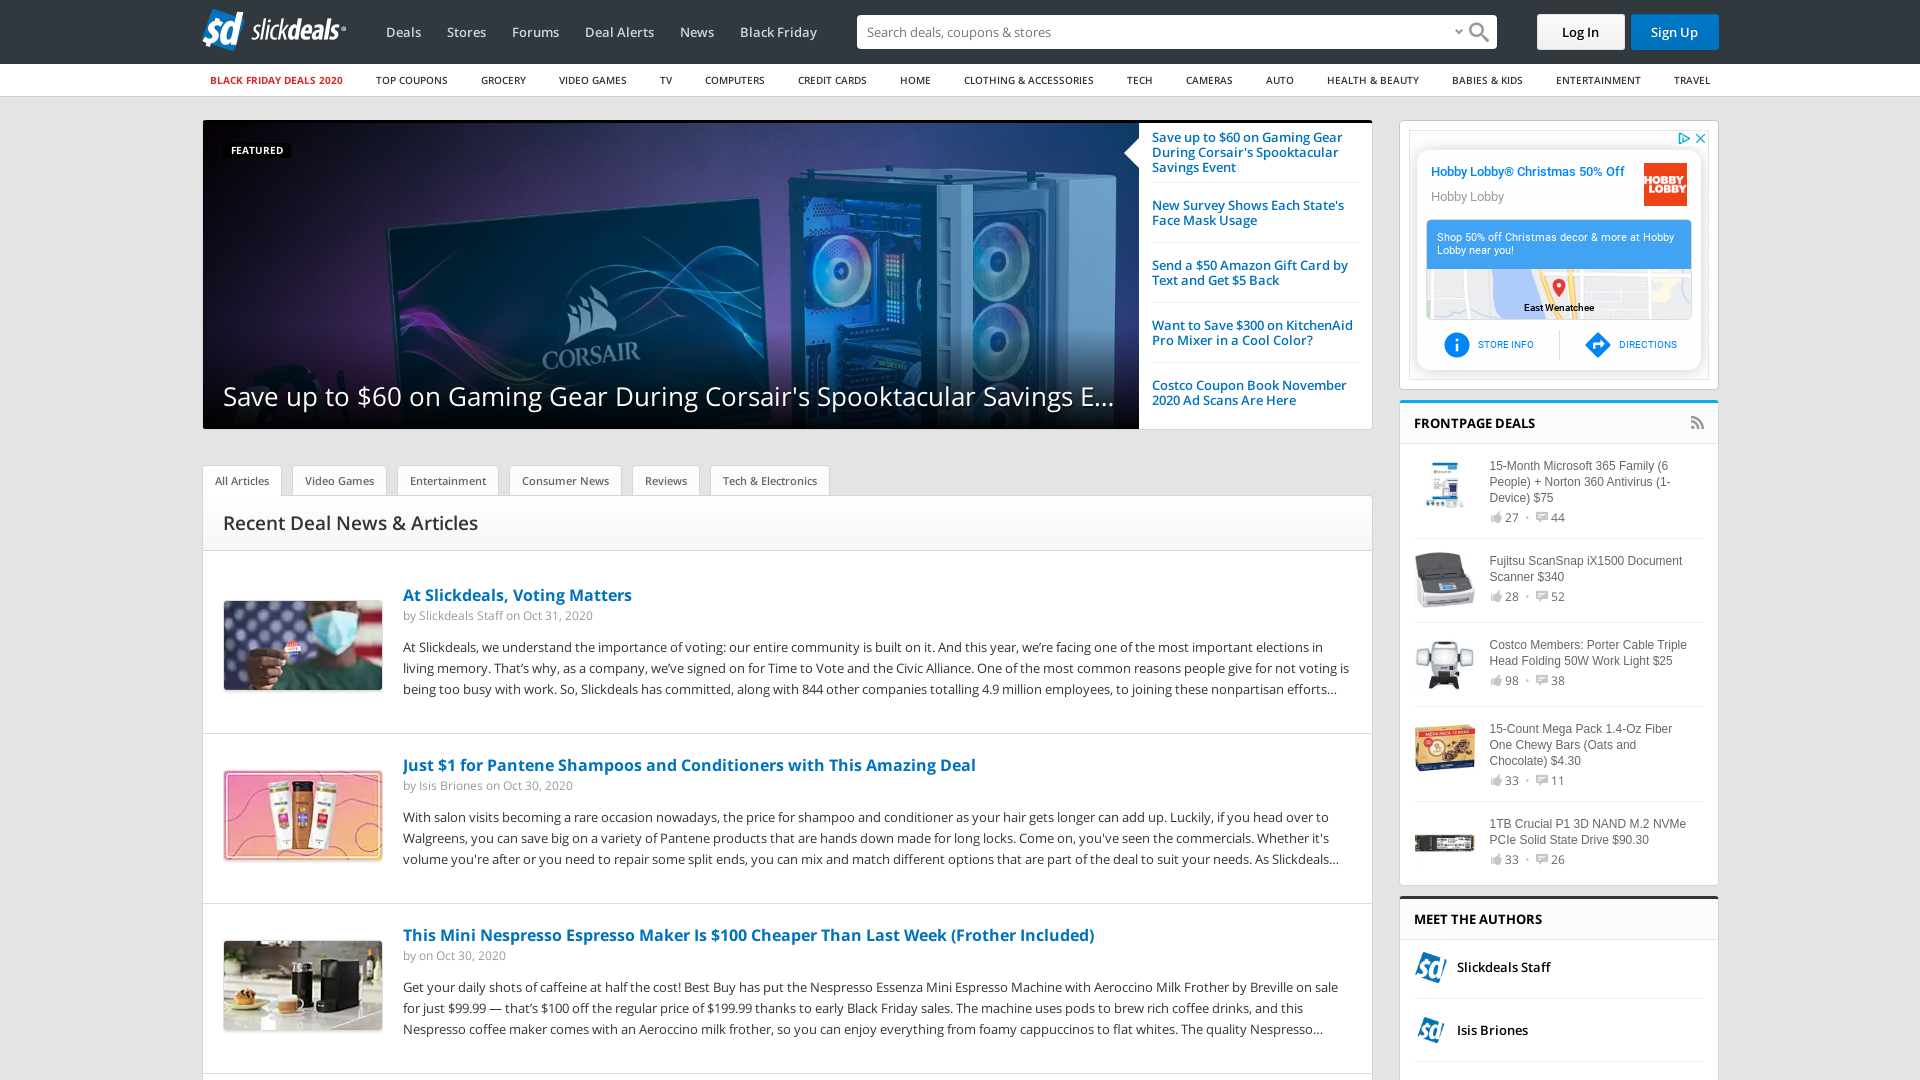 slickdeals
Deals
Stores
Forums
Deal Alerts
News
Black Friday
Search deals, coupons & stores
Log In
Sign Up
BLACK FRIDAY DEALS 2020
TOP COUPONS
GROCERY
VIDEO GAMES
TV
COMPUTERS
CREDIT CARDS
HOME
CLOTHING & ACCESSORIES
TECH
CAMERAS
AUTO
HEALTH & BEAUTY
BABIES & KIDS
ENTERTAINMENT
TRAVEL
FEATURED
CORSAIR
Save up to $60 on Gaming Gear During Corsair's Spooktacular Savings E...
Save up to $60 on Gaming Gear
During Corsair's Spooktacular
Savings Event
New Survey Shows Each State's
Face Mask Usage
Send a $50 Amazon Gift Card by
Text and Get $5 Back
Want to Save $300 on KitchenAid
Pro Mixer in a Cool Color?
Costco Coupon Book November
2020 Ad Scans Are Here
All Articles
Video Games
Entertainment
Consumer News
Reviews
Tech & Electronics
Recent Deal News & Articles
At Slickdeals, Voting Matters
by Slickdeals Staff on Oct 31, 2020
At Slickdeals, we understand the importance of voting: our entire community is built on it. And this year, we’re facing one of the most important elections in
living memory. That’s why, as a company, we’ve signed on for Time to Vote and the Civic Alliance. One of the most common reasons people give for not voting is
being too busy with work. So, Slickdeals has committed, along with 844 other companies totalling 4.9 million employees, to joining these nonpartisan efforts…
Just $1 for Pantene Shampoos and Conditioners with This Amazing Deal
by Isis Briones on Oct 30, 2020
With salon visits becoming a rare occasion nowadays, the price for shampoo and conditioner as your hair gets longer can add up. Luckily, if you head over to
Walgreens, you can save big on a variety of Pantene products that are hands down made for long locks. Come on, you've seen the commercials. Whether it's
volume you're after or you need to repair some split ends, you can mix and match different options that are part of the deal to suit your needs. As Slickdeals…
This Mini Nespresso Espresso Maker Is $100 Cheaper Than Last Week (Frother Included)
by on Oct 30, 2020
Get your daily shots of caffeine at half the cost! Best Buy has put the Nespresso Essenza Mini Espresso Machine with Aeroccino Milk Frother by Breville on sale
for just $99.99 — that’s $100 off the regular price of $199.99 thanks to early Black Friday sales. The machine uses pods to brew rich coffee drinks, and this
Nespresso coffee maker comes with an Aeroccino milk frother, so you can enjoy everything from foamy cappuccinos to flat whites. The quality Nespresso…
Hobby Lobby® Christmas 50% Off
Hobby Lobby
HOBBY
LOBBY
Shop 50% off Christmas decor & more at Hobby
Lobby near you!
East Wenatchee
STORE INFO
DIRECTIONS
FRONTPAGE DEALS
15-Month Microsoft 365 Family (6
People) + Norton 360 Antivirus (1-
Device) $75
27 • 44
Fujitsu ScanSnap iX1500 Document
Scanner $340
28 • 52
Costco Members: Porter Cable Triple
Head Folding 50W Work Light $25
98 • 38
15-Count Mega Pack 1.4-Oz Fiber
One Chewy Bars (Oats and
Chocolate) $4.30
33 • 11
1TB Crucial P1 3D NAND M.2 NVMe
PCIe Solid State Drive $90.30
33 • 26
MEET THE AUTHORS
Slickdeals Staff
Isis Briones